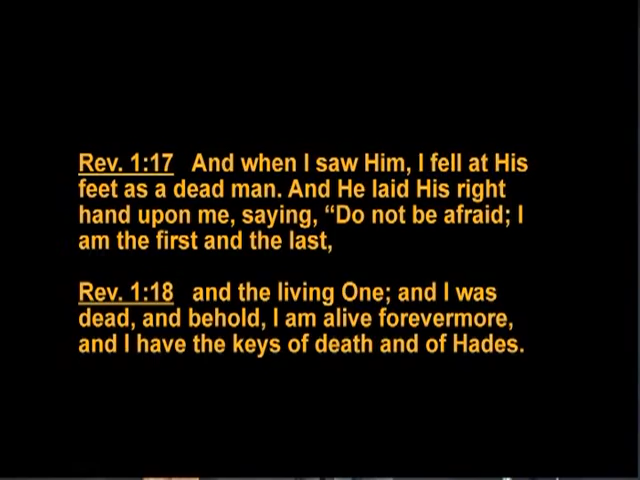 Rev. 1:17 And when I saw Him, I fell at His
feet as a dead man. And He laid His right
hand upon me, saying, “Do not be afraid; I
am the first and the last,
Rev. 1:18 and the living One; and I was
dead, and behold, I am alive forevermore,
and I have the keys of death and of Hades.